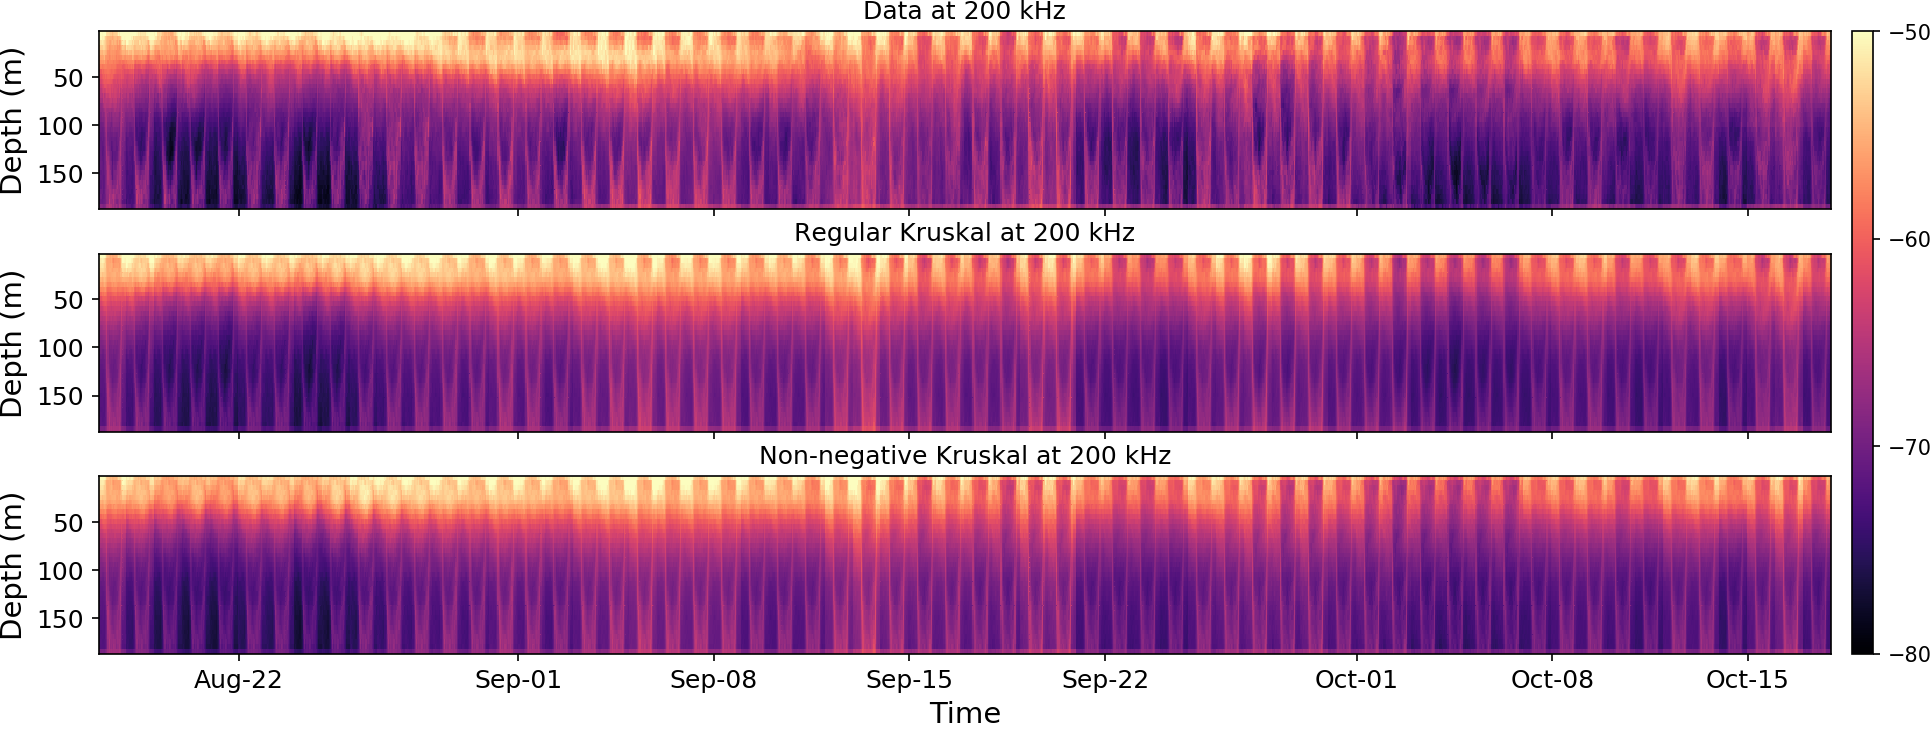 Data at 200 kHz
Depth (m)
50
100
150
Regular Kruskal at 200 kHz
Depth (m)
50
100
150
Non-negative Kruskal at 200 kHz
Depth (m)
50
100
150
Aug-22 Sep-01 Sep-08 Sep-15 Sep-22 Oct-01 Oct-08 Oct-15
Time
−50
−60
−70
−80